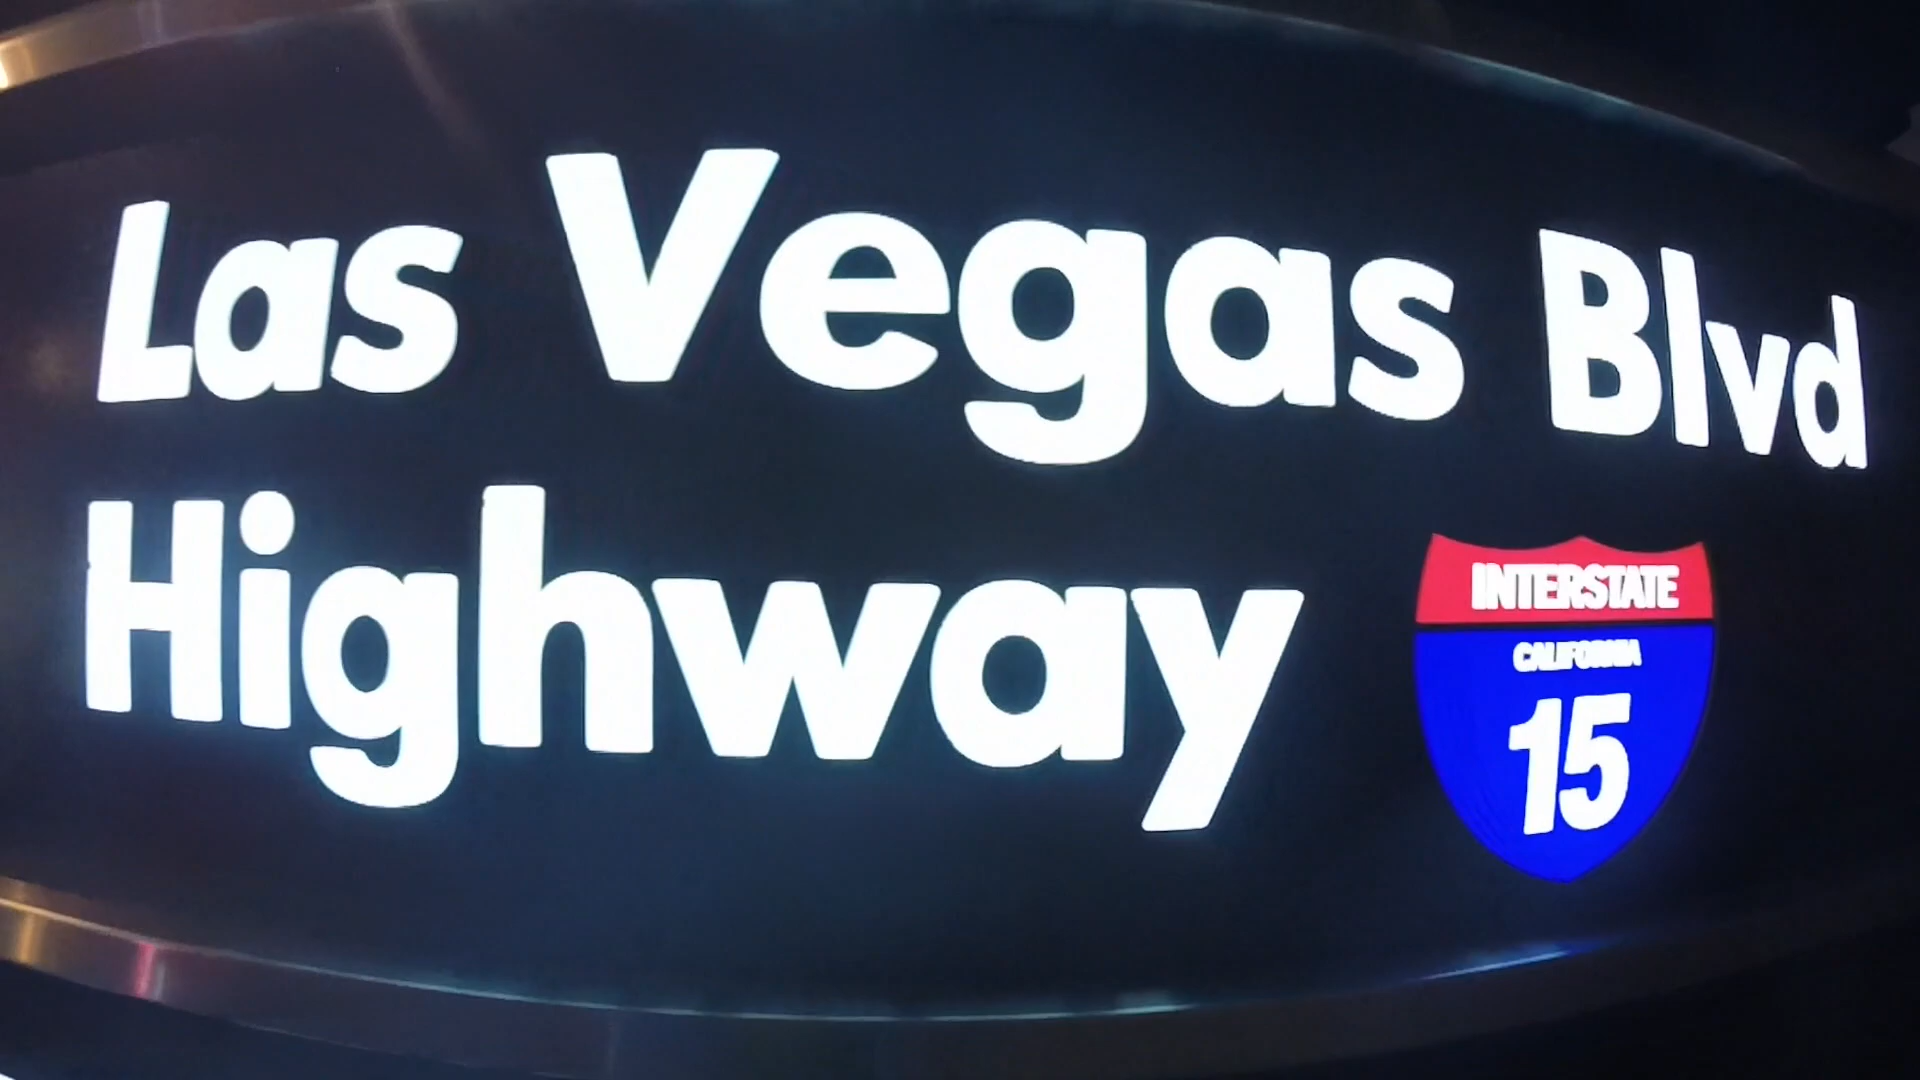 Las Vegas Blvd
Highway
INTERSTATE
CALIFORNIA
15